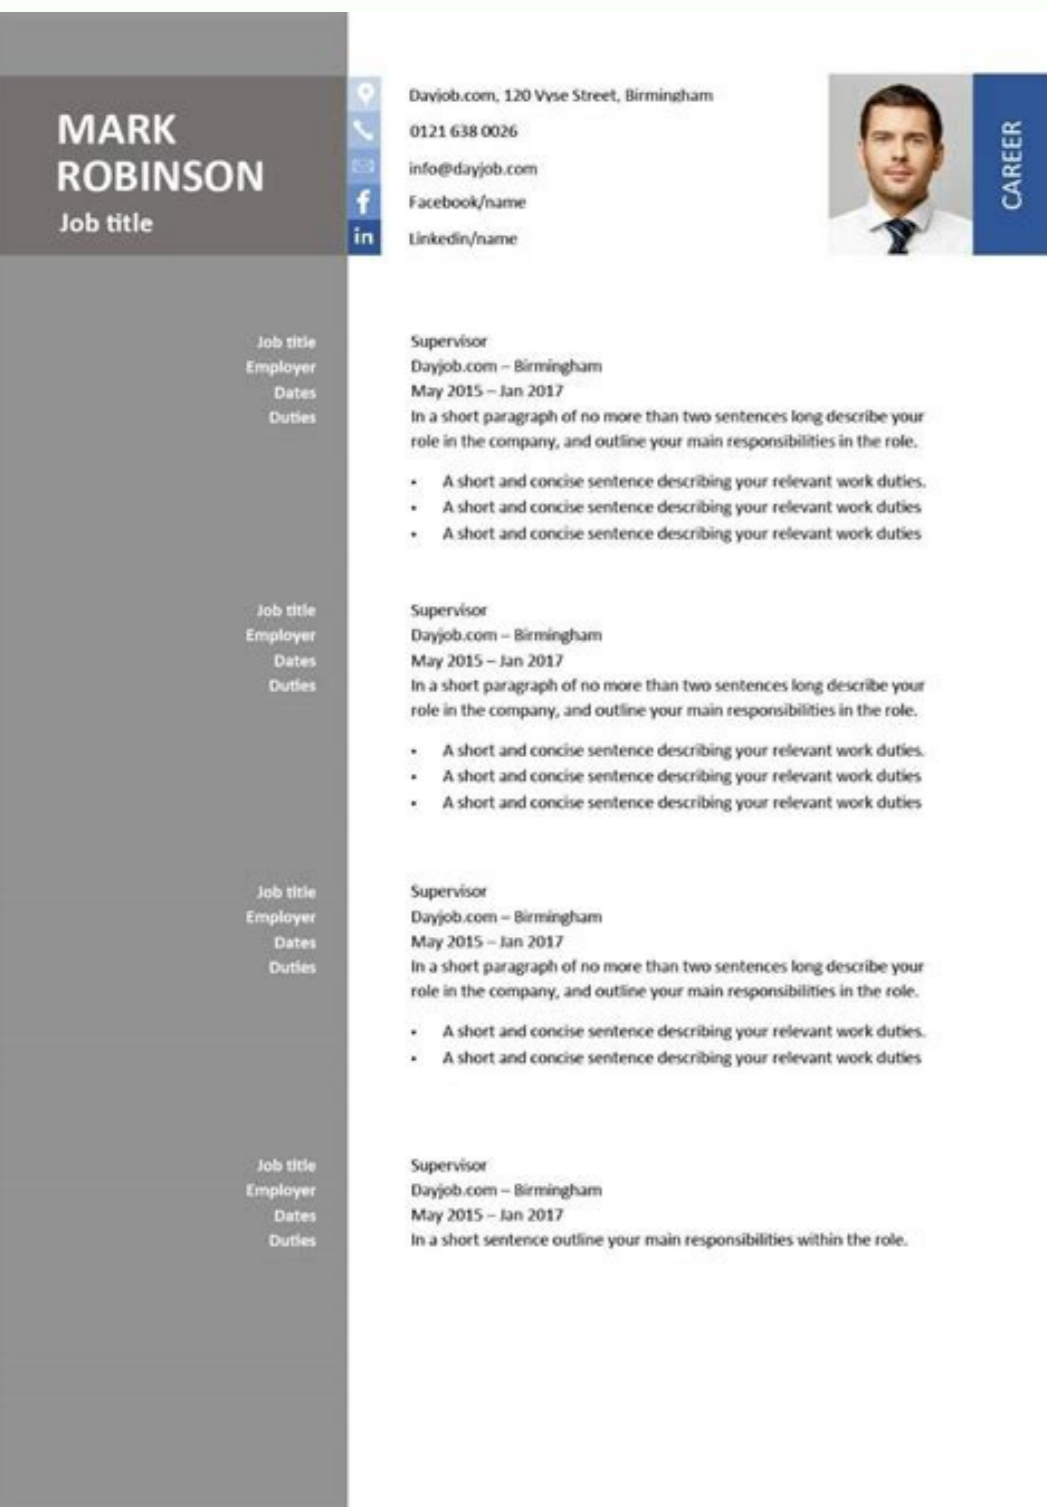 MARK
ROBINSON
Job title
Dayjob.com, 120 Vyse Street, Birmingham
0121 638 0026
info@dayjob.com
f Facebook/name
in Linkedin/name
CAREER
Job title Supervisor
Employer Dayjob.com – Birmingham
Dates May 2015 – Jan 2017
Duties In a short paragraph of no more than two sentences long describe your
role in the company, and outline your main responsibilities in the role.
• A short and concise sentence describing your relevant work duties.
• A short and concise sentence describing your relevant work duties
• A short and concise sentence describing your relevant work duties
Job title Supervisor
Employer Dayjob.com – Birmingham
Dates May 2015 – Jan 2017
Duties In a short paragraph of no more than two sentences long describe your
role in the company, and outline your main responsibilities in the role.
• A short and concise sentence describing your relevant work duties.
• A short and concise sentence describing your relevant work duties
• A short and concise sentence describing your relevant work duties
Job title Supervisor
Employer Dayjob.com – Birmingham
Dates May 2015 – Jan 2017
Duties In a short paragraph of no more than two sentences long describe your
role in the company, and outline your main responsibilities in the role.
• A short and concise sentence describing your relevant work duties.
• A short and concise sentence describing your relevant work duties
Job title Supervisor
Employer Dayjob.com – Birmingham
Dates May 2015 – Jan 2017
Duties In a short sentence outline your main responsibilities within the role.